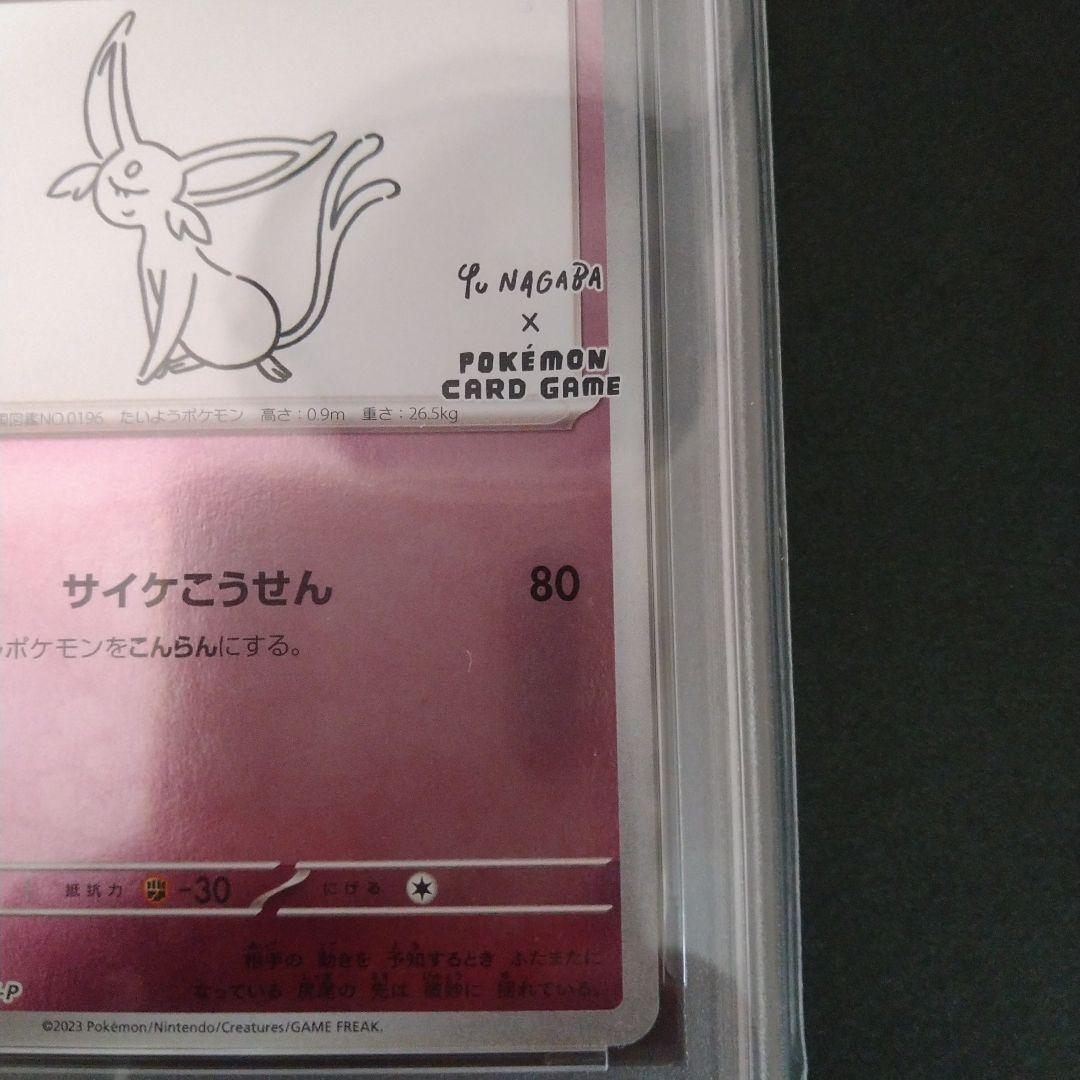 Yu NAGABA
X
POKÉMON
CARD GAME
図鑑NO.0196 たいようポケモン 高さ:0.9m 重さ:26.5kg
サイケこうせん 80
ポケモンをこんらんにする。
抵抗力 -30 にげる
相手の 動きを 予知するとき ふたまたに
なっている 尻尾の 先は 微妙に 揺れている。
-P
©2023 Pokémon/Nintendo/Creatures/GAME FREAK.